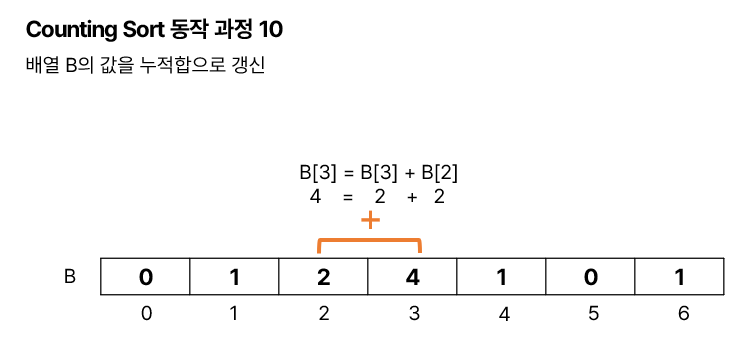 Counting Sort 동작 과정 10
배열 B의 값을 누적합으로 갱신
B[3] = B[3] + B[2]
4 = 2 + 2
+
B 0 1 2 4 1 0 1
0 1 2 3 4 5 6